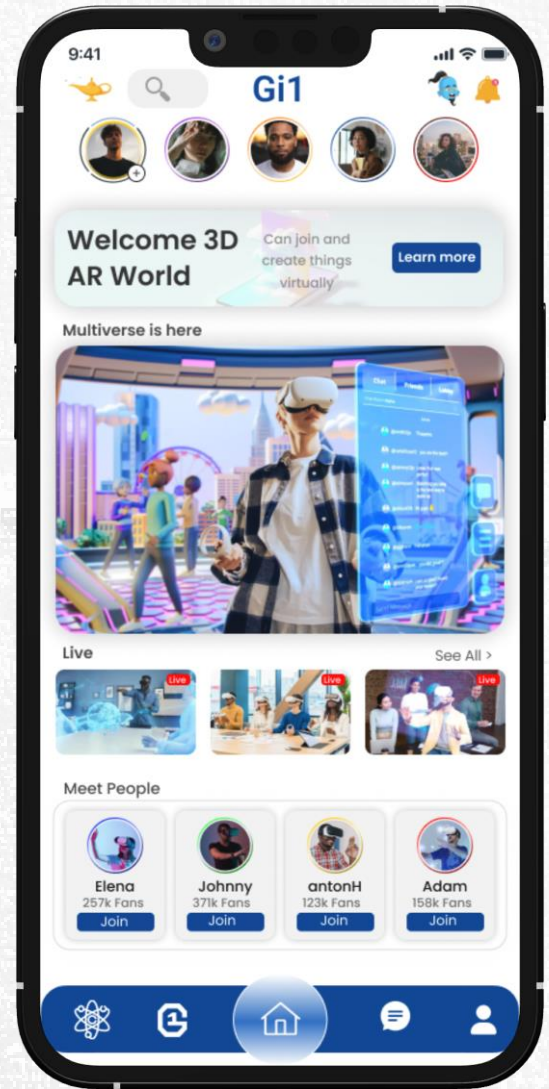 9:41
Gi1
Welcome 3D
AR World
Can join and
create things
virtually
Learn more
Multiverse is here
Chat
Friends
Live
See All >
Live
Live
Live
Meet People
Elena
257k Fans
Join
Johnny
371k Fans
Join
antonH
123k Fans
Join
Adam
158k Fans
Join